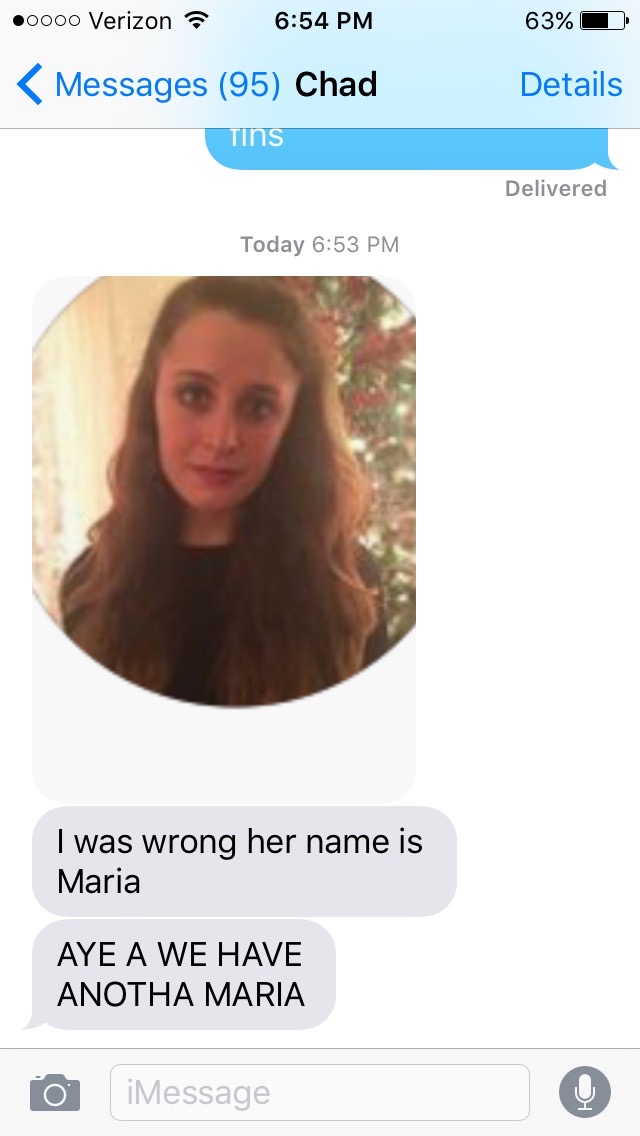 Verizon 6:54 PM 63%
Messages (95) Chad Details
fins
Delivered
Today 6:53 PM
I was wrong her name is
Maria
AYE A WE HAVE
ANOTHA MARIA
iMessage